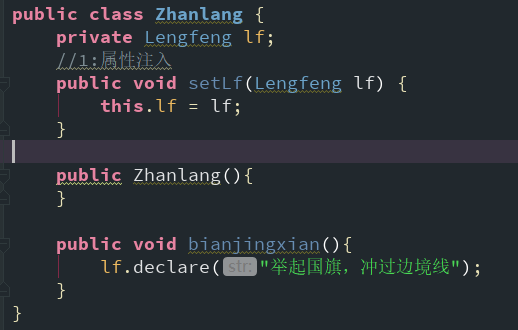 public class Zhanlang {
private Lengfeng lf;
//1:属性注入
public void setLf(Lengfeng lf) {
this.lf = lf;
}
public Zhanlang(){
}
public void bianjingxian(){
lf.declare( str: "举起国旗，冲过边境线");
}
}